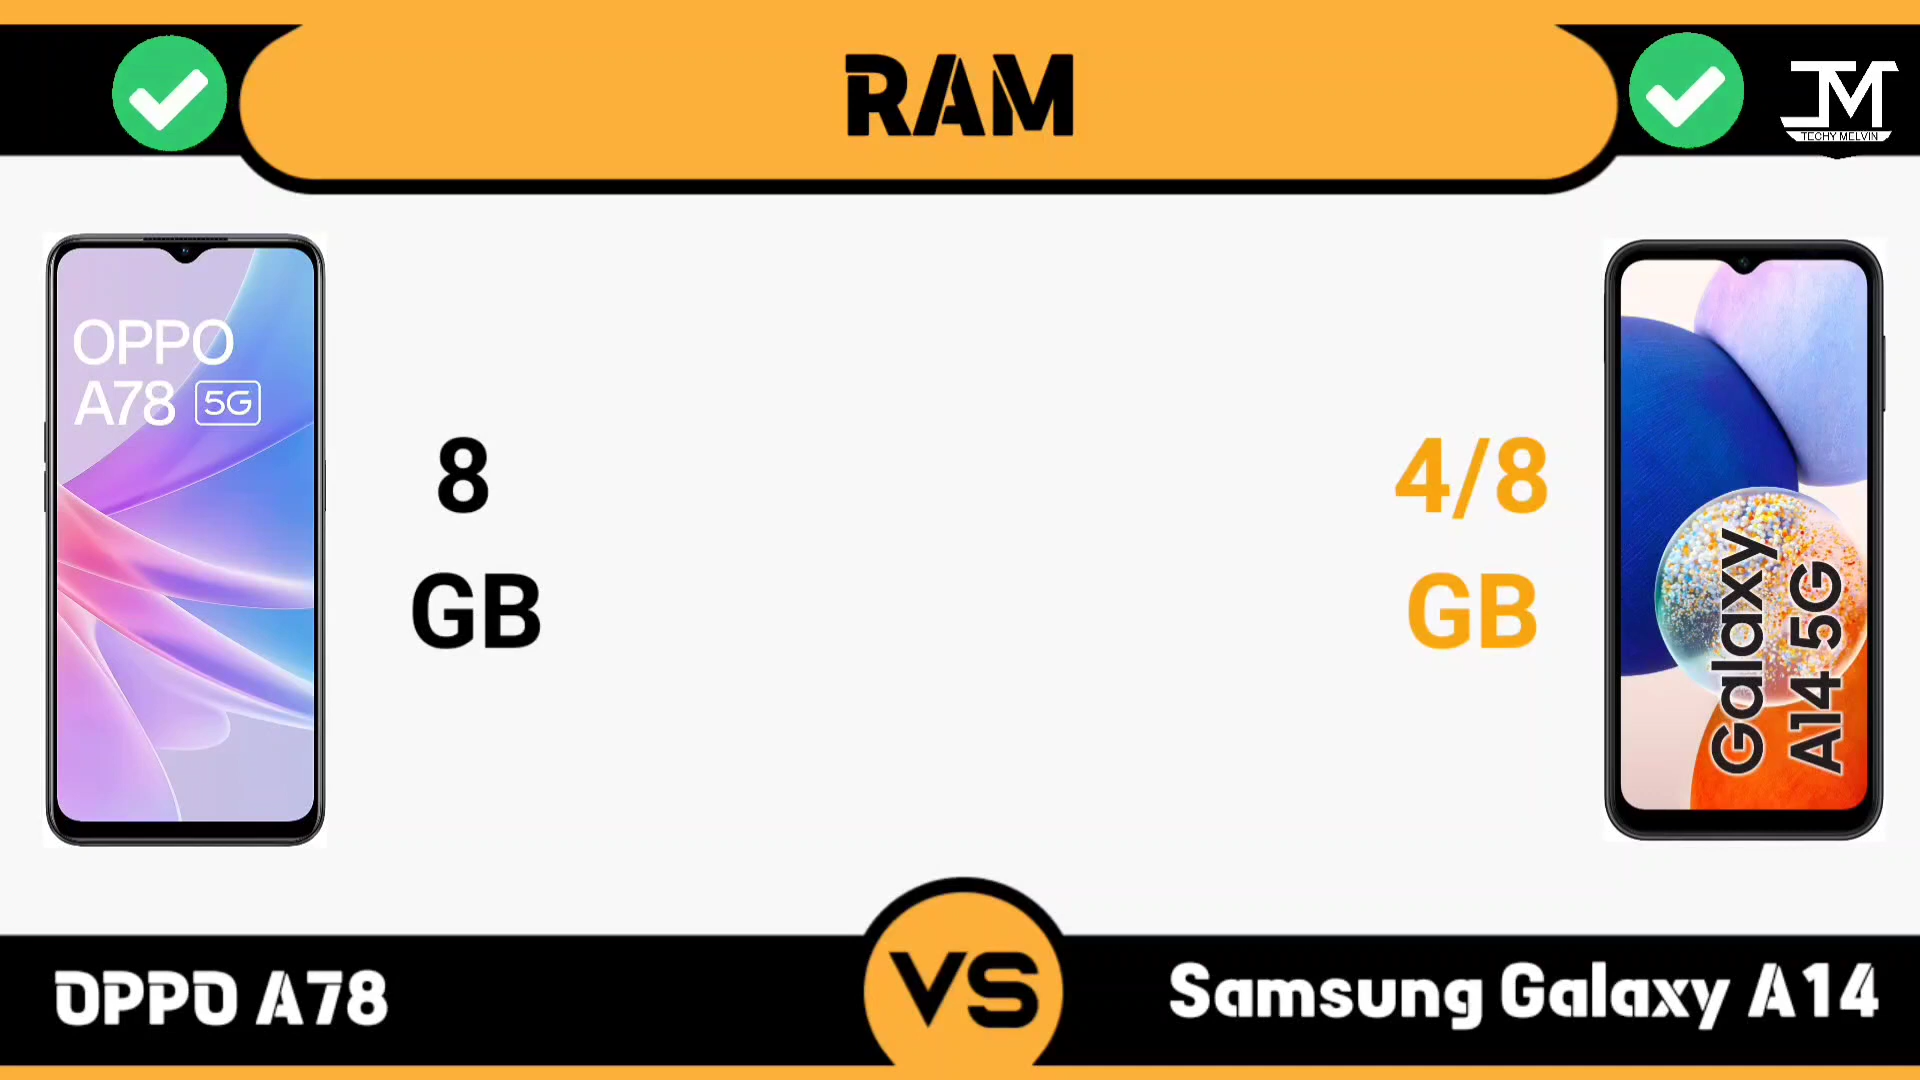 RAM
JM
TECHY MELVIN
OPPO
A78 5G
8
GB
4/8
GB
Galaxy
A14 5G
OPPO A78
VS
Samsung Galaxy A14